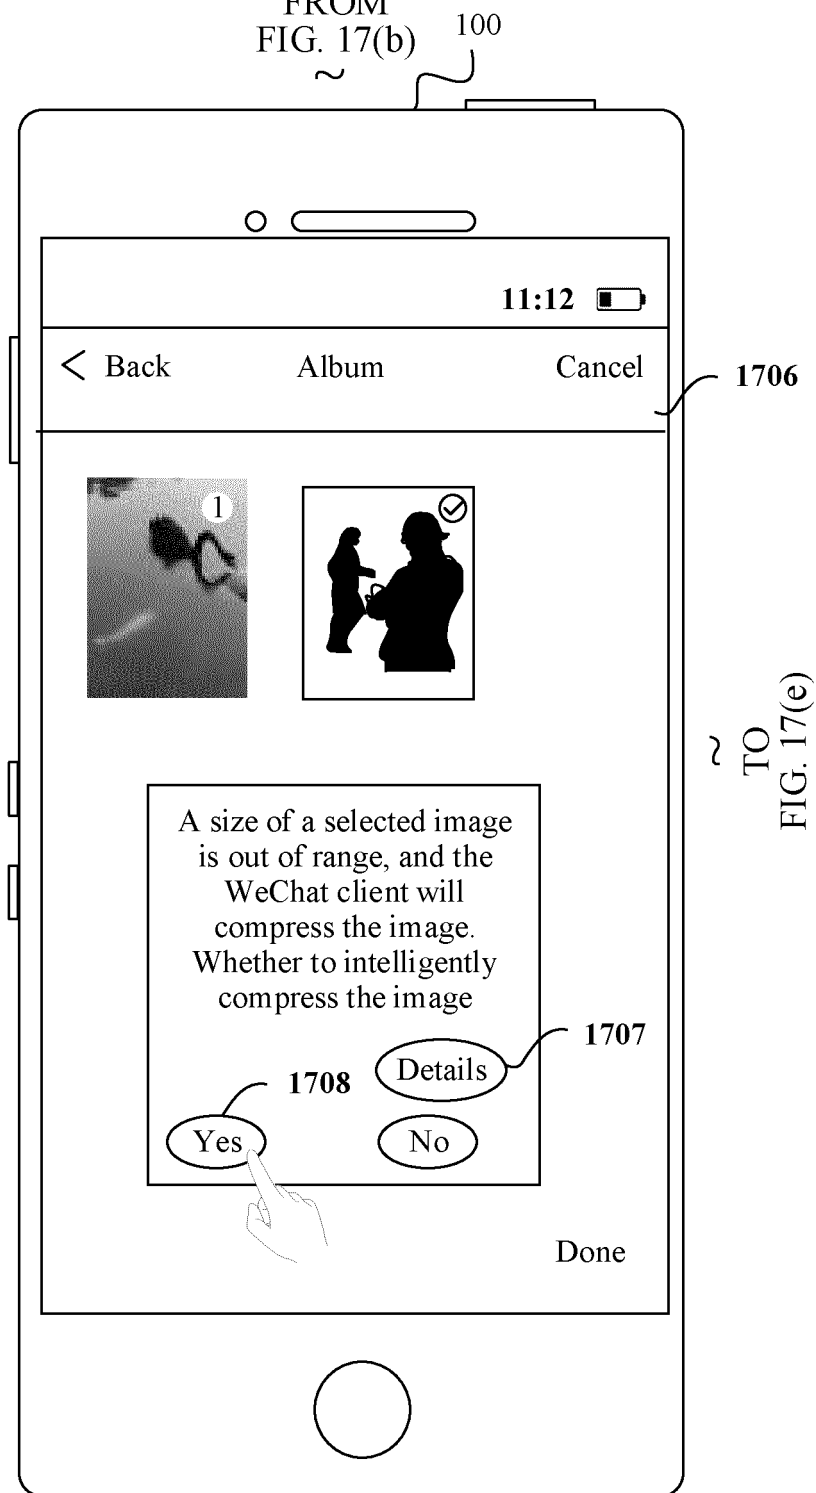 FROM
FIG. 17(b)
100
11:12
Back Album Cancel
1706
1
A size of a selected image
is out of range, and the
WeChat client will
compress the image.
Whether to intelligently
compress the image
1707
Details
1708
Yes No
Done
TO
FIG. 17(e)